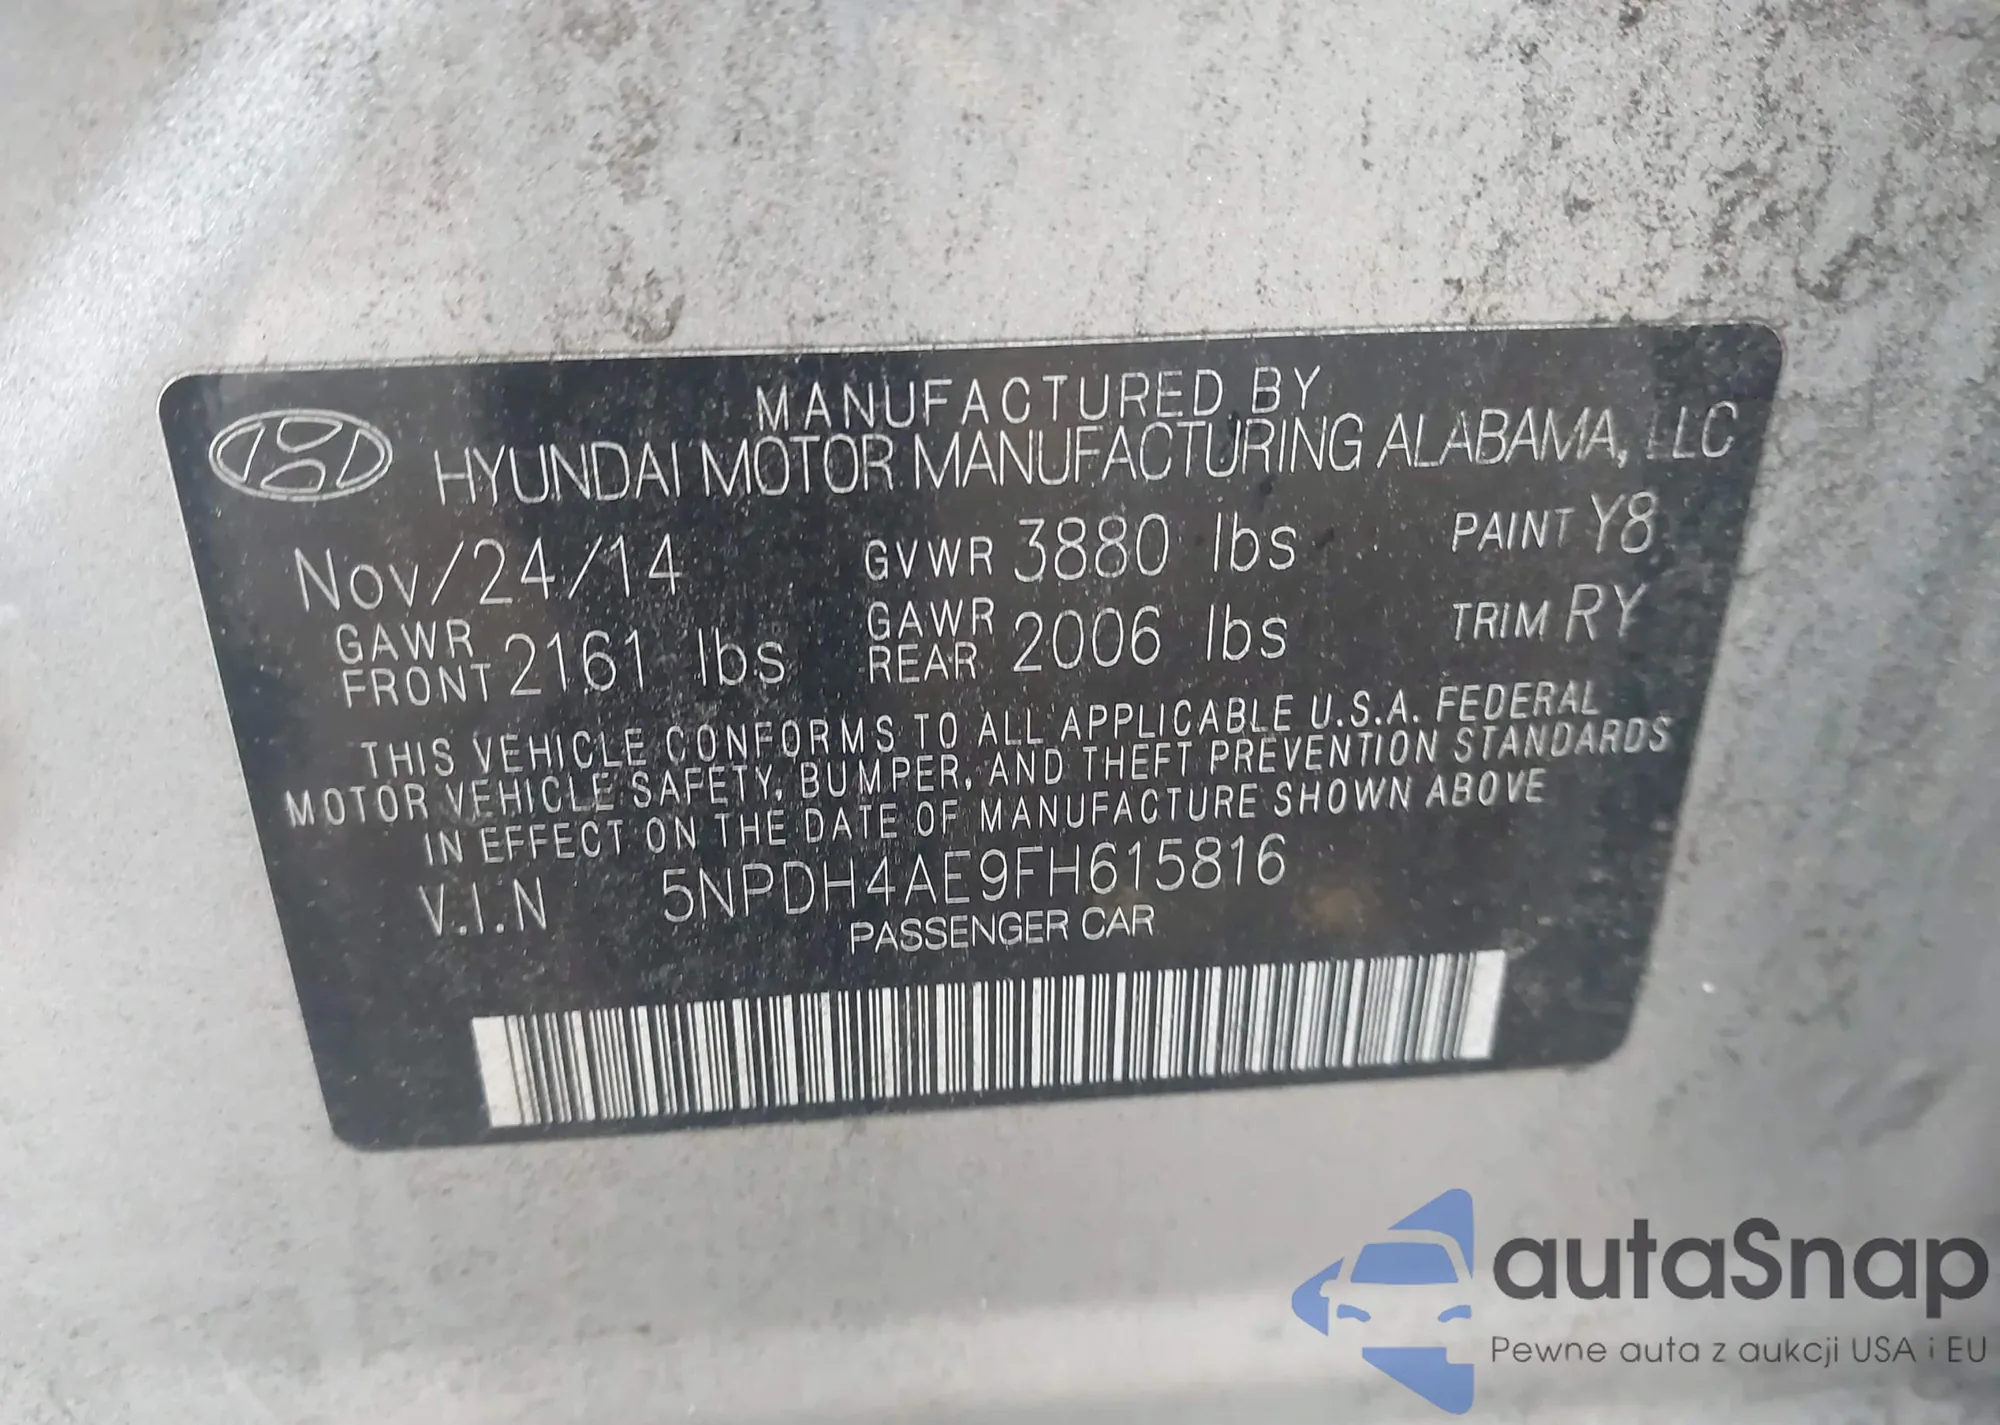 MANUFACTURED BY
HYUNDAI MOTOR MANUFACTURING ALABAMA, LLC
Nov/24/14 GVWR 3880 lbs PAINT Y8
GAWR FRONT 2161 lbs GAWR REAR 2006 lbs TRIM RY
THIS VEHICLE CONFORMS TO ALL APPLICABLE U.S.A. FEDERAL
MOTOR VEHICLE SAFETY, BUMPER, AND THEFT PREVENTION STANDARDS
IN EFFECT ON THE DATE OF MANUFACTURE SHOWN ABOVE
V.I.N 5NPDH4AE9FH615816
PASSENGER CAR
autaSnap
Pewne auta z aukcji USA i EU